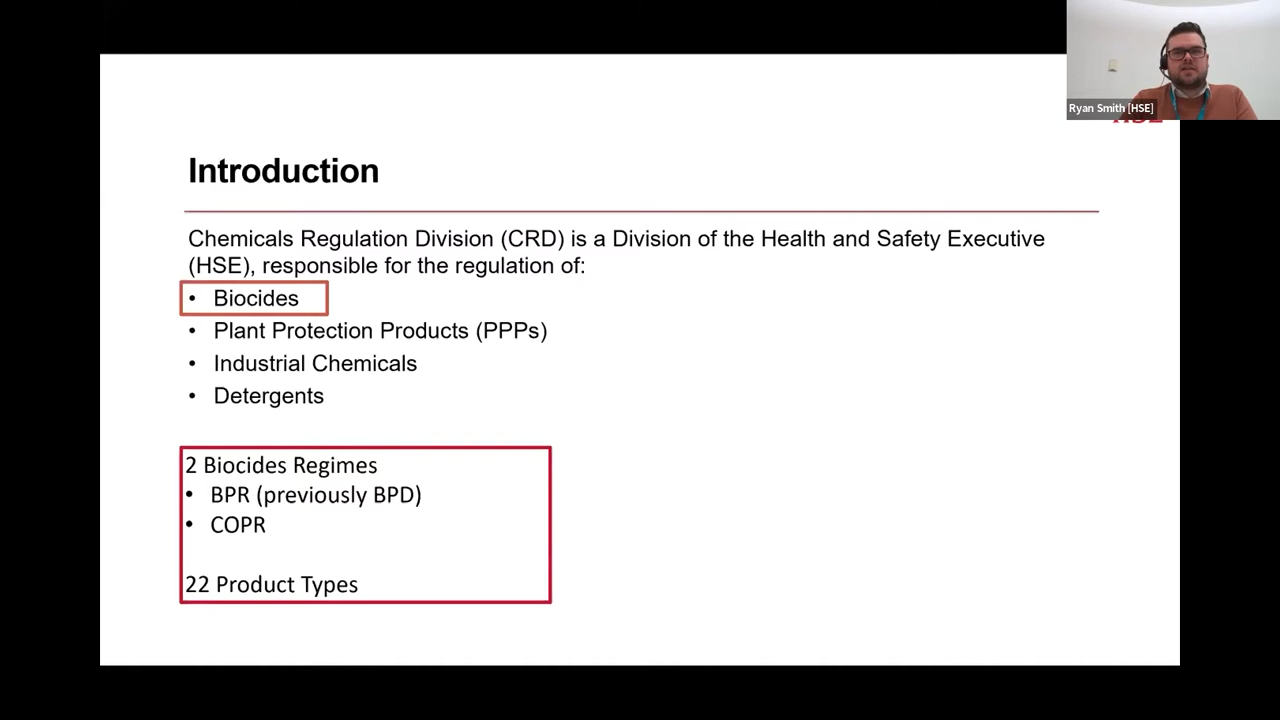 Ryan Smith [HSE]
Introduction
Chemicals Regulation Division (CRD) is a Division of the Health and Safety Executive
(HSE), responsible for the regulation of:
• Biocides
• Plant Protection Products (PPPs)
• Industrial Chemicals
• Detergents
2 Biocides Regimes
• BPR (previously BPD)
• COPR
22 Product Types